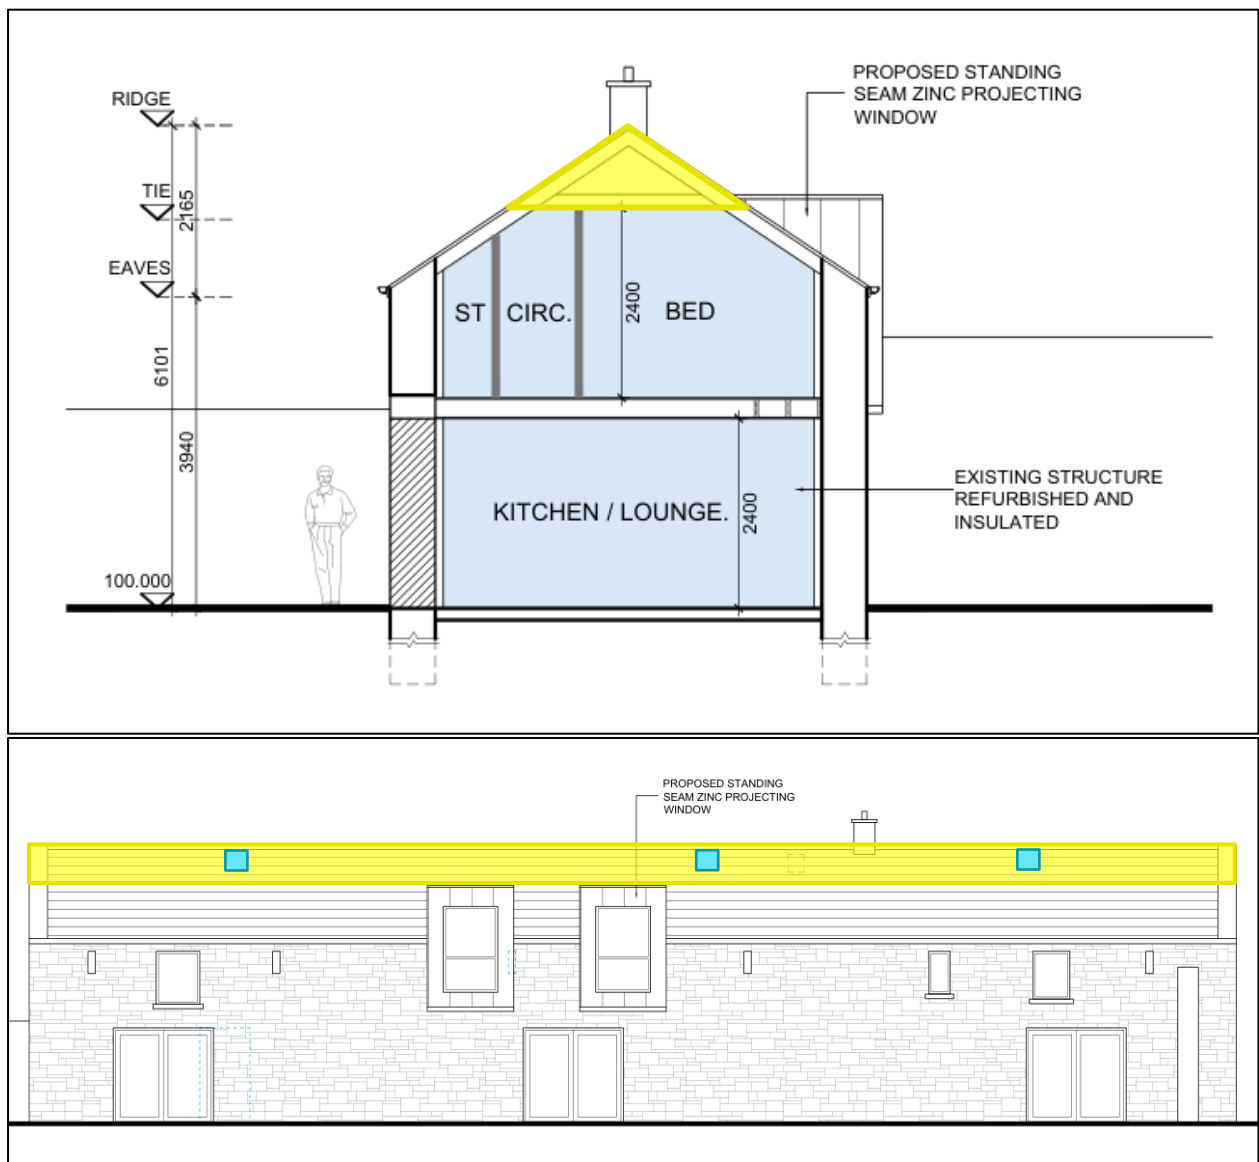 RIDGE
PROPOSED STANDING
SEAM ZINC PROJECTING
WINDOW
TIE
2165
EAVES
ST
CIRC.
2400
BED
6101
3940
KITCHEN / LOUNGE.
2400
EXISTING STRUCTURE
REFURBISHED AND
INSULATED
100.000
PROPOSED STANDING
SEAM ZINC PROJECTING
WINDOW